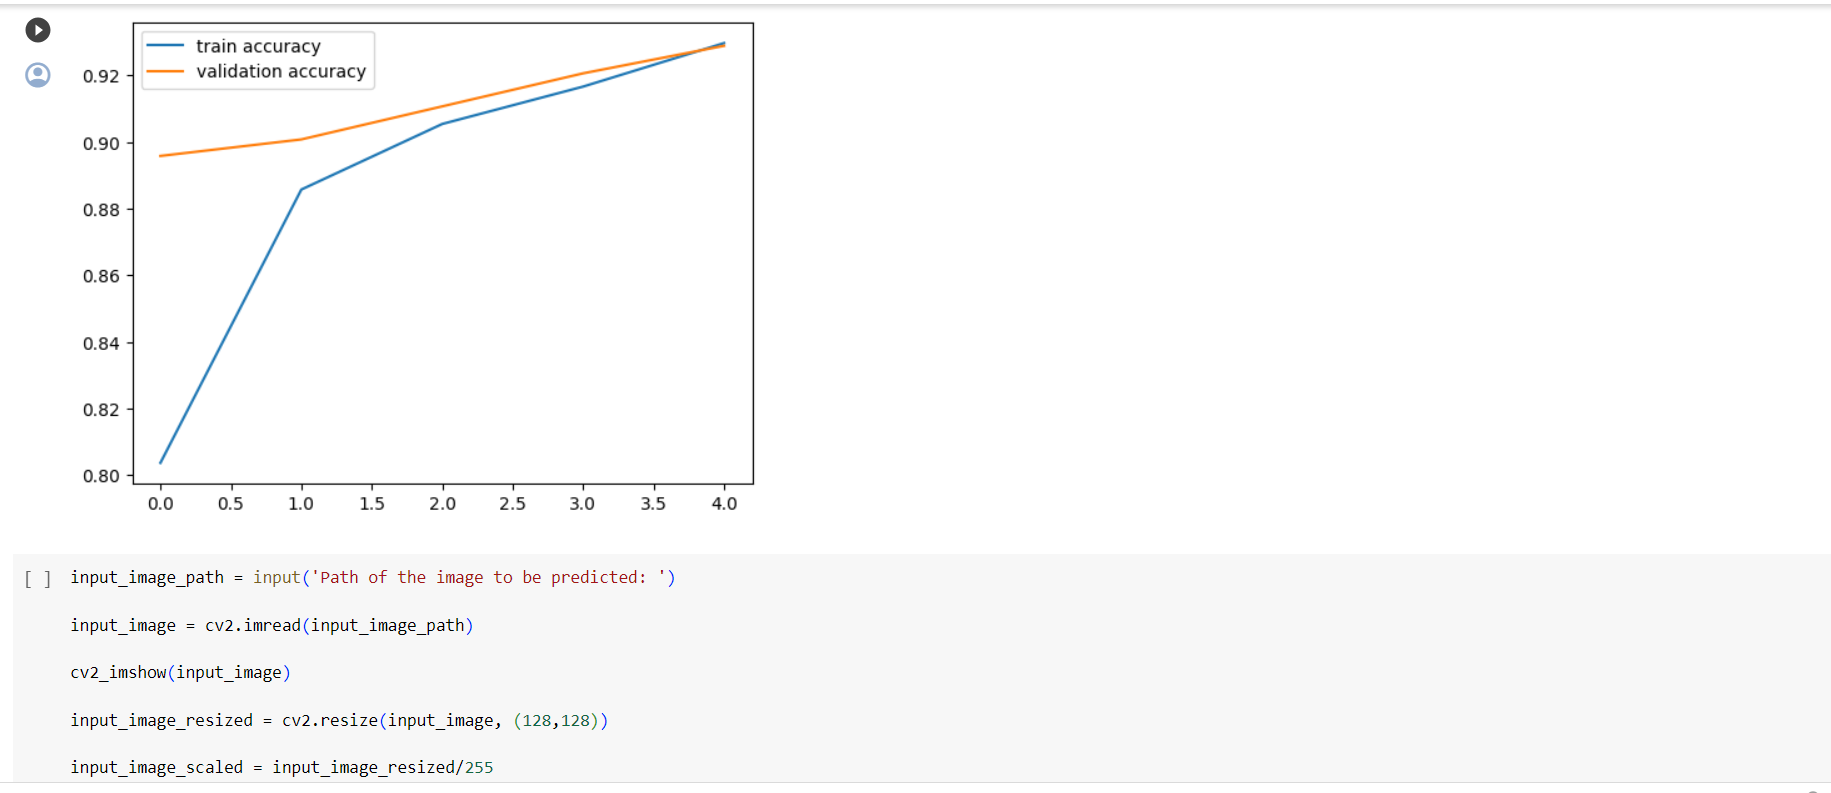 train accuracy
validation accuracy
0.92
0.90
0.88
0.86
0.84
0.82
0.80
0.0 0.5 1.0 1.5 2.0 2.5 3.0 3.5 4.0
[ ] input_image_path = input('Path of the image to be predicted: ')
input_image = cv2.imread(input_image_path)
cv2_imshow(input_image)
input_image_resized = cv2.resize(input_image, (128,128))
input_image_scaled = input_image_resized/255